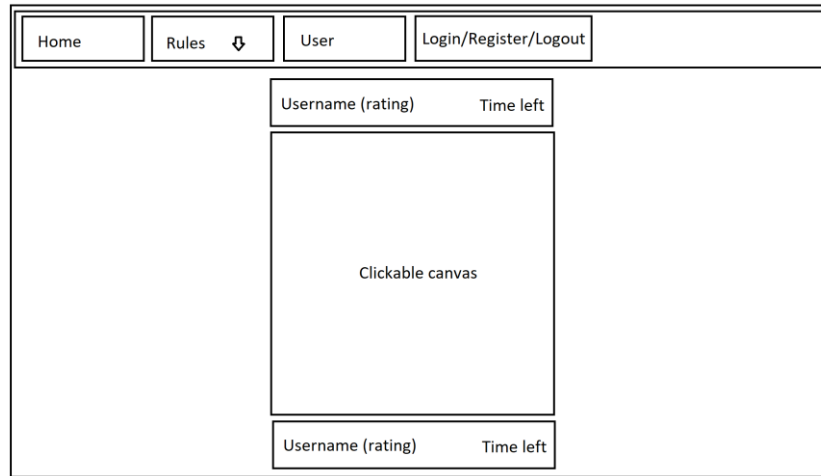 Home
Rules
User
Login/Register/Logout
Username (rating) Time left
Clickable canvas
Username (rating) Time left